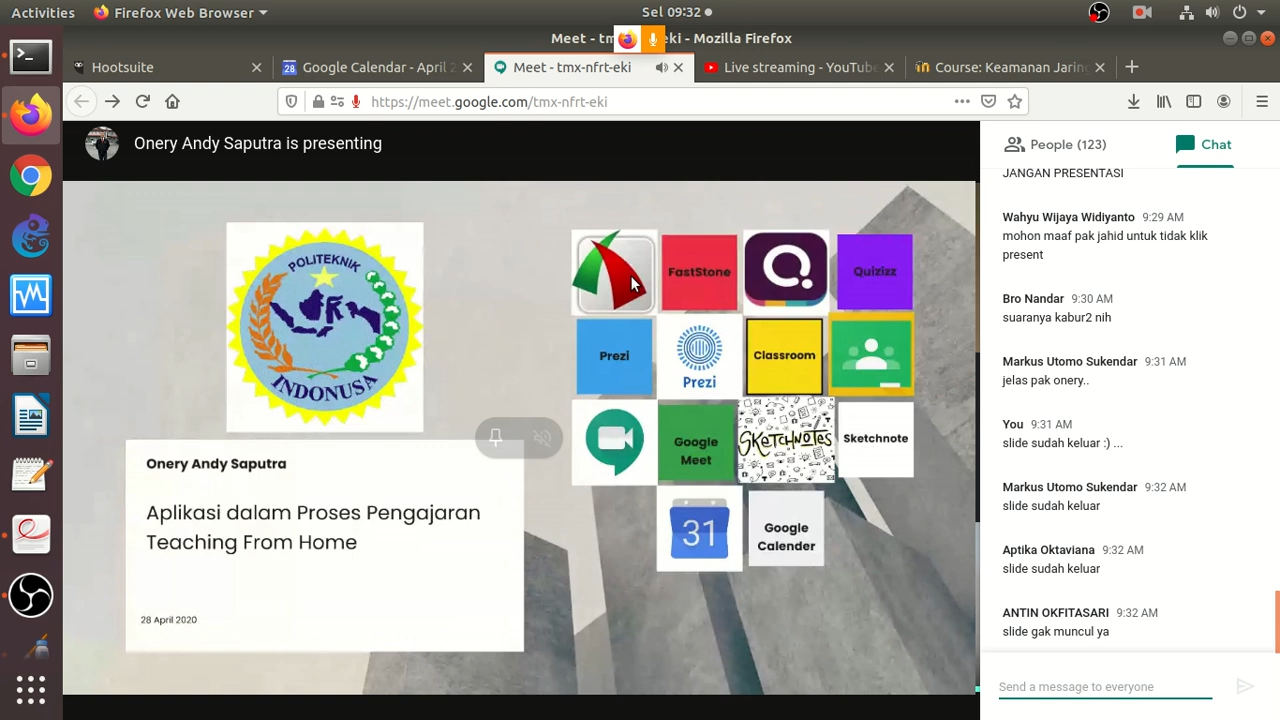 Activities
Firefox Web Browser
Sel 09:32
Meet - tmx-nfrt-eki - Mozilla Firefox
Hootsuite
Google Calendar - April 2
Meet - tmx-nfrt-eki
Live streaming - YouTube
Course: Keamanan Jaring
https://meet.google.com/tmx-nfrt-eki
Onery Andy Saputra is presenting
People (123)
Chat
POLITEKNIK
INDONUSA
Onery Andy Saputra
Aplikasi dalam Proses Pengajaran
Teaching From Home
28 April 2020
FastStone
Quizizz
Prezi
Prezi
Classroom
Google
Meet
SKETCHNOTES
Sketchnote
31
Google
Calender
JANGAN PRESENTASI
Wahyu Wijaya Widiyanto 9:29 AM
mohon maaf pak jahid untuk tidak klik
present
Bro Nandar 9:30 AM
suaranya kabur2 nih
Markus Utomo Sukendar 9:31 AM
jelas pak onery..
You 9:31 AM
slide sudah keluar :) ...
Markus Utomo Sukendar 9:32 AM
slide sudah keluar
Aptika Oktaviana 9:32 AM
slide sudah keluar
ANTIN OKFITASARI 9:32 AM
slide gak muncul ya
Send a message to everyone